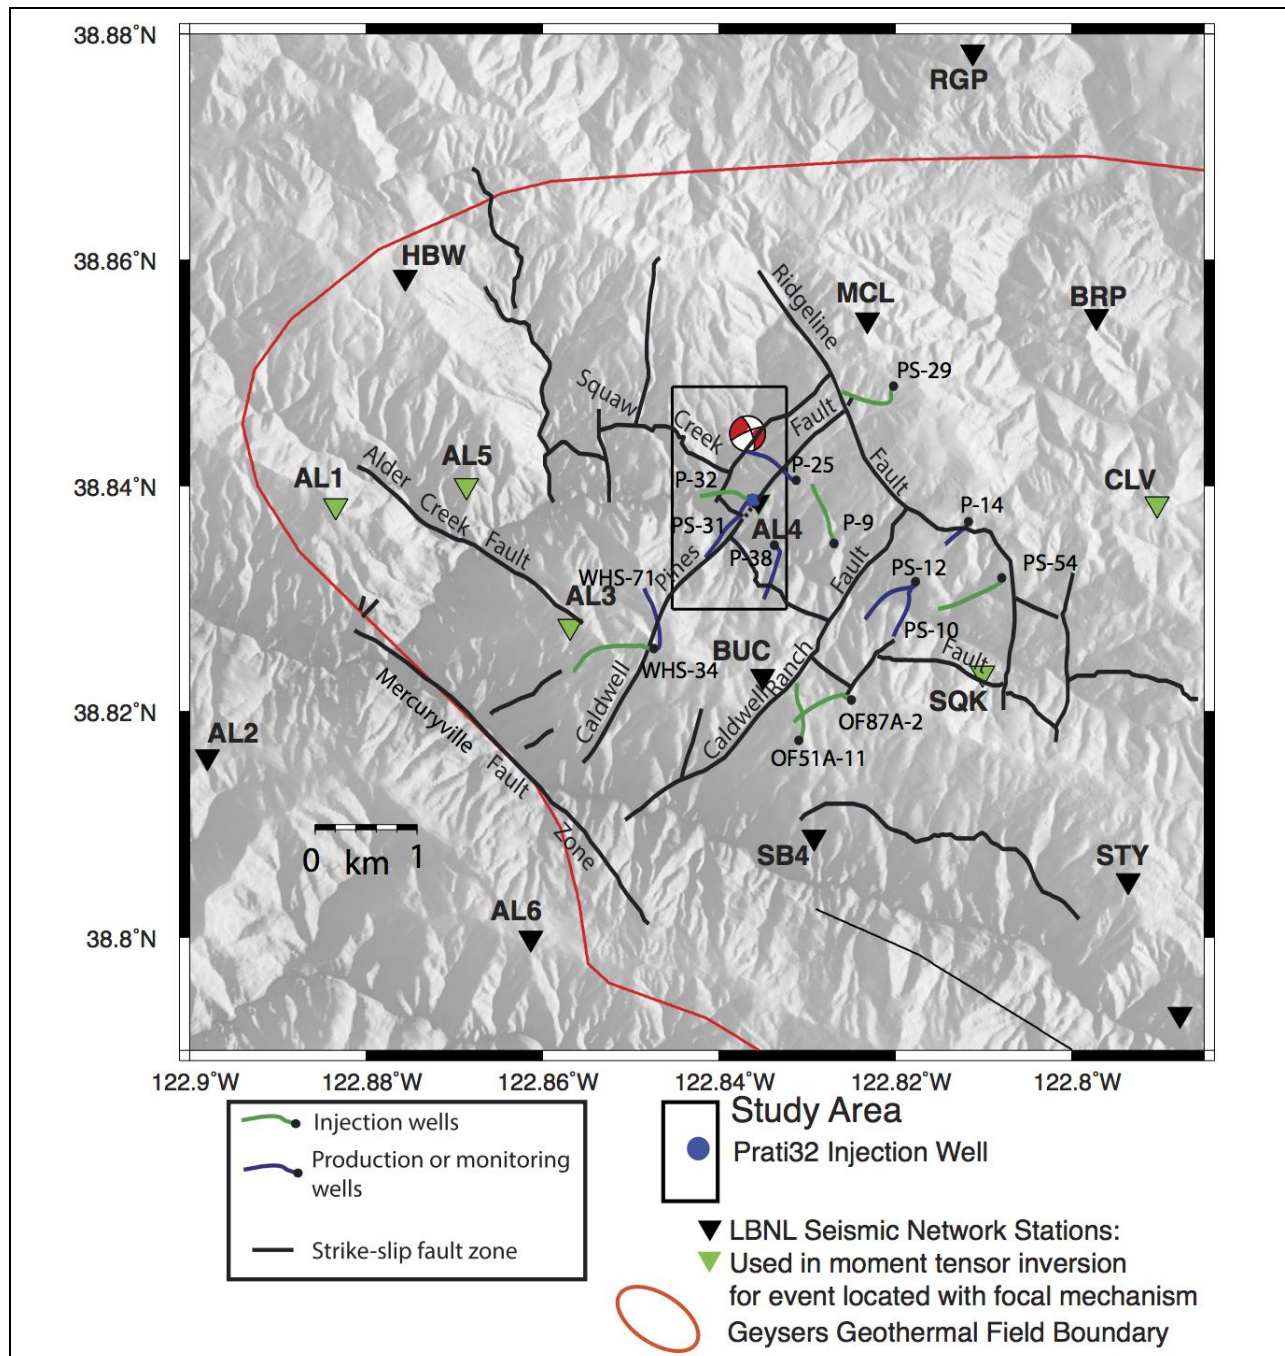 38.88°N
RGP
38.86°N
HBW
Ridgeline
MCL
BRP
PS-29
Squaw
Creek
Fault
Fault
P-25
P-32
AL5
AL1
Alder
Creek
Fault
38.84°N
CLV
P-14
PS-31
AL4
P-9
P-38
Pines
Fault
PS-12
PS-54
WHS-71
AL3
PS-10
Fault
BUC
WHS-34
SQK
Caldwell
Caldwell Ranch
38.82°N
Mercuryville
Fault
Zone
AL2
OF87A-2
OF51A-11
0 km 1
SB4
STY
AL6
38.8°N
122.9°W 122.88°W 122.86°W 122.84°W 122.82°W 122.8°W
Injection wells
Production or monitoring
wells
Strike-slip fault zone
Study Area
Prati32 Injection Well
LBNL Seismic Network Stations:
Used in moment tensor inversion
for event located with focal mechanism
Geysers Geothermal Field Boundary